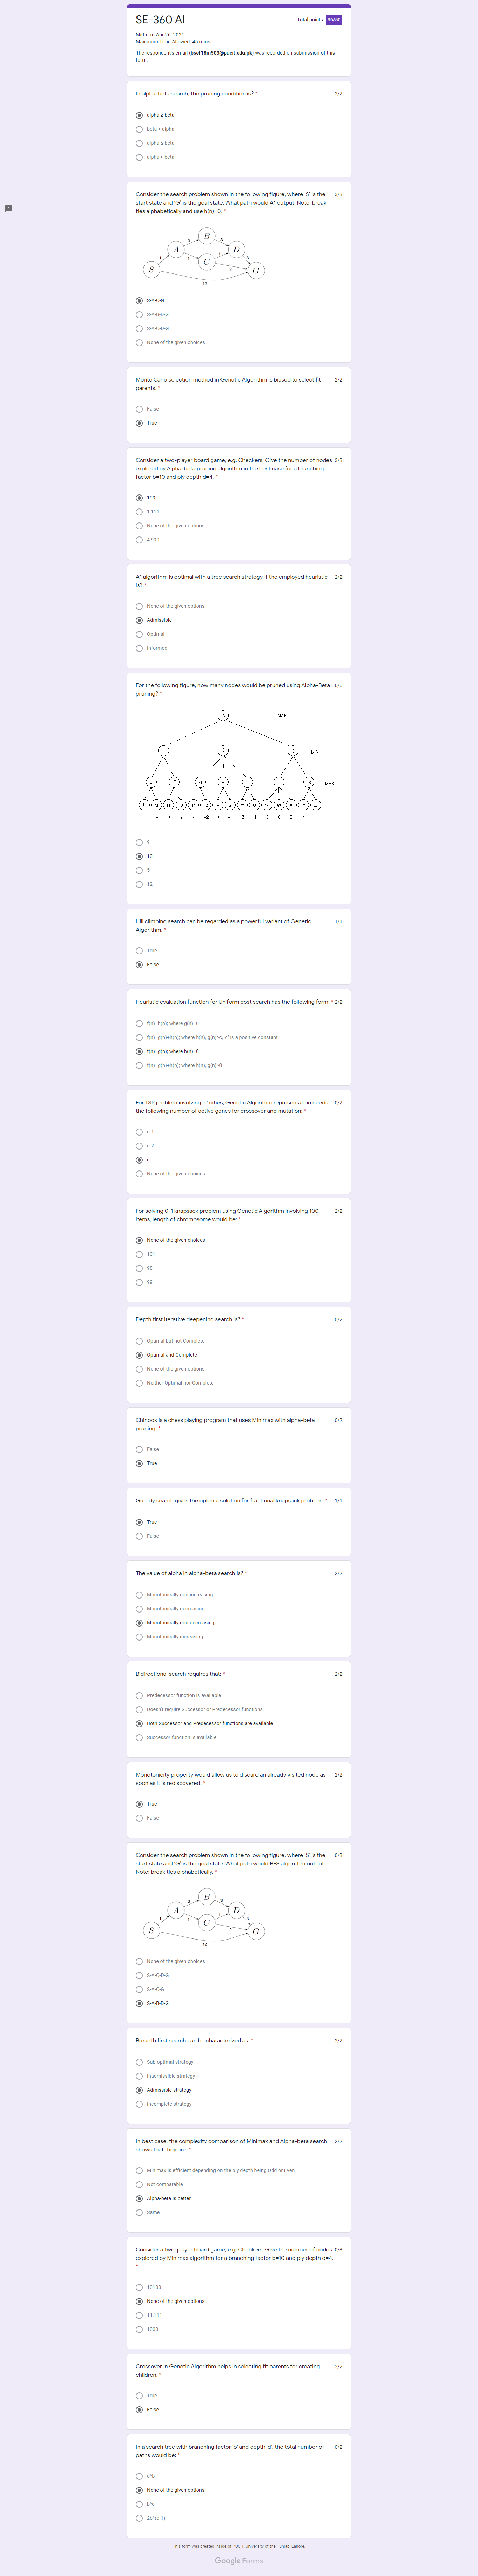 SE-360 AI
Total points 36/50
Midterm Apr 26, 2021
Maximum Time Allowed: 45 mins
The respondent's email (bsef18m503@pucit.edu.pk) was recorded on submission of this
form.
In alpha-beta search, the pruning condition is? * 2/2
alpha ≥ beta
beta = alpha
alpha ≤ beta
alpha > beta
Consider the search problem shown in the following figure, where 'S' is the 3/3
start state and 'G' is the goal state. What path would A* output. Note: break
ties alphabetically and use h(n)=0. *
S A B C D G
1 3 1 3 1 2 3 12
S-A-C-G
S-A-B-D-G
S-A-C-D-G
None of the given choices
Monte Carlo selection method in Genetic Algorithm is biased to select fit 2/2
parents. *
False
True
Consider a two-player board game, e.g. Checkers. Give the number of nodes 3/3
explored by Alpha-beta pruning algorithm in the best case for a branching
factor b=10 and ply depth d=4. *
199
1,111
None of the given options
4,999
A* algorithm is optimal with a tree search strategy if the employed heuristic 2/2
is? *
None of the given options
Admissible
Optimal
Informed
For the following figure, how many nodes would be pruned using Alpha-Beta 6/6
pruning? *
A MAX
B C D MIN
E F G H I J K MAX
L M N O P Q R S T U V W X Y Z
4 8 9 3 2 -2 9 -1 8 4 3 6 5 7 1
9
10
5
12
Hill climbing search can be regarded as a powerful variant of Genetic 1/1
Algorithm. *
True
False
Heuristic evaluation function for Uniform cost search has the following form: * 2/2
f(n)=h(n); where g(n)=0
f(n)=g(n)+h(n); where h(n), g(n)≤c, 'c' is a positive constant
f(n)=g(n); where h(n)=0
f(n)=g(n)+h(n); where h(n), g(n)>0
For TSP problem involving 'n' cities, Genetic Algorithm representation needs 0/2
the following number of active genes for crossover and mutation: *
n-1
n-2
n
None of the given choices
For solving 0-1 knapsack problem using Genetic Algorithm involving 100 2/2
items, length of chromosome would be: *
None of the given choices
101
98
99
Depth first iterative deepening search is? * 0/2
Optimal but not Complete
Optimal and Complete
None of the given options
Neither Optimal nor Complete
Chinook is a chess playing program that uses Minimax with alpha-beta 0/2
pruning: *
False
True
Greedy search gives the optimal solution for fractional knapsack problem. * 1/1
True
False
The value of alpha in alpha-beta search is? * 2/2
Monotonically non-increasing
Monotonically decreasing
Monotonically non-decreasing
Monotonically increasing
Bidirectional search requires that: * 2/2
Predecessor function is available
Doesn't require Successor or Predecessor functions
Both Successor and Predecessor functions are available
Successor function is available
Monotonicity property would allow us to discard an already visited node as 2/2
soon as it is rediscovered. *
True
False
Consider the search problem shown in the following figure, where 'S' is the 0/3
start state and 'G' is the goal state. What path would BFS algorithm output.
Note: break ties alphabetically. *
S A B C D G
1 3 1 3 1 2 3 12
None of the given choices
S-A-C-D-G
S-A-C-G
S-A-B-D-G
Breadth first search can be characterized as: * 2/2
Sub-optimal strategy
Inadmissible strategy
Admissible strategy
Incomplete strategy
In best case, the complexity comparison of Minimax and Alpha-beta search 2/2
shows that they are: *
Minimax is efficient depending on the ply depth being Odd or Even
Not comparable
Alpha-beta is better
Same
Consider a two-player board game, e.g. Checkers. Give the number of nodes 0/3
explored by Minimax algorithm for a branching factor b=10 and ply depth d=4.
*
10100
None of the given options
11,111
1000
Crossover in Genetic Algorithm helps in selecting fit parents for creating 2/2
children. *
True
False
In a search tree with branching factor 'b' and depth 'd', the total number of 0/2
paths would be: *
d^b
None of the given options
b^d
2b^(d-1)
This form was created inside of PUCIT, University of the Punjab, Lahore.
Google Forms